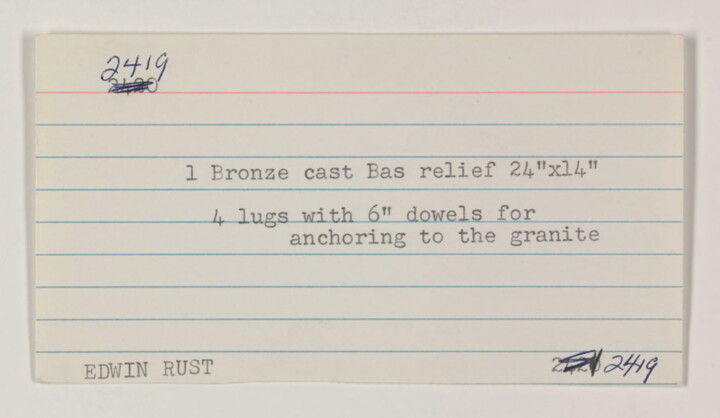 2419
2420
1 Bronze cast Bas relief 24"x14"
4 lugs with 6" dowels for
anchoring to the granite
EDWIN RUST
2419